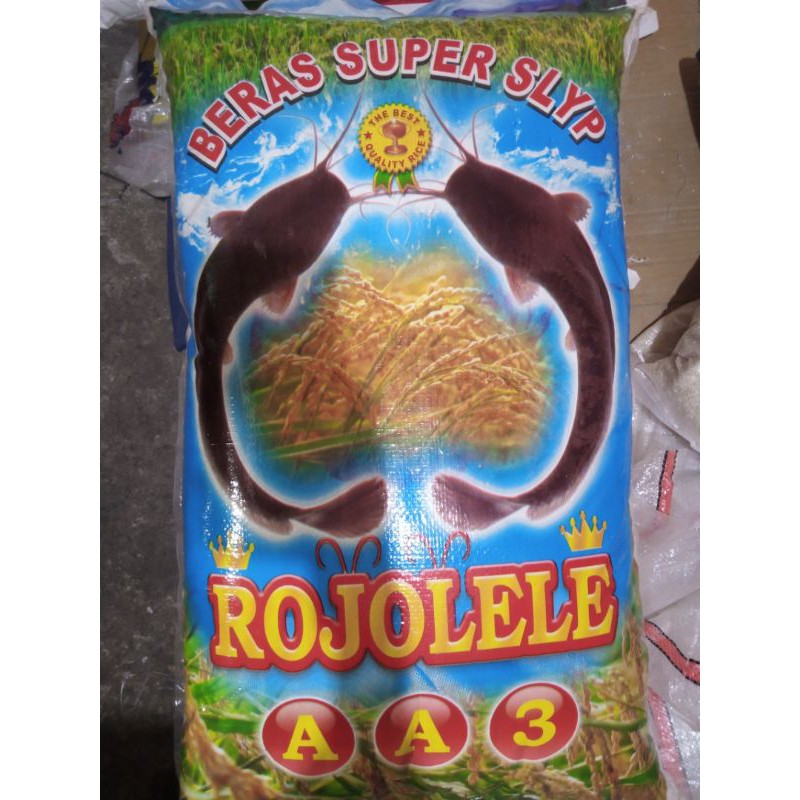 BERAS SUPER SLYP
THE BEST
QUALITY RICE
ROJOLELE
A A 3